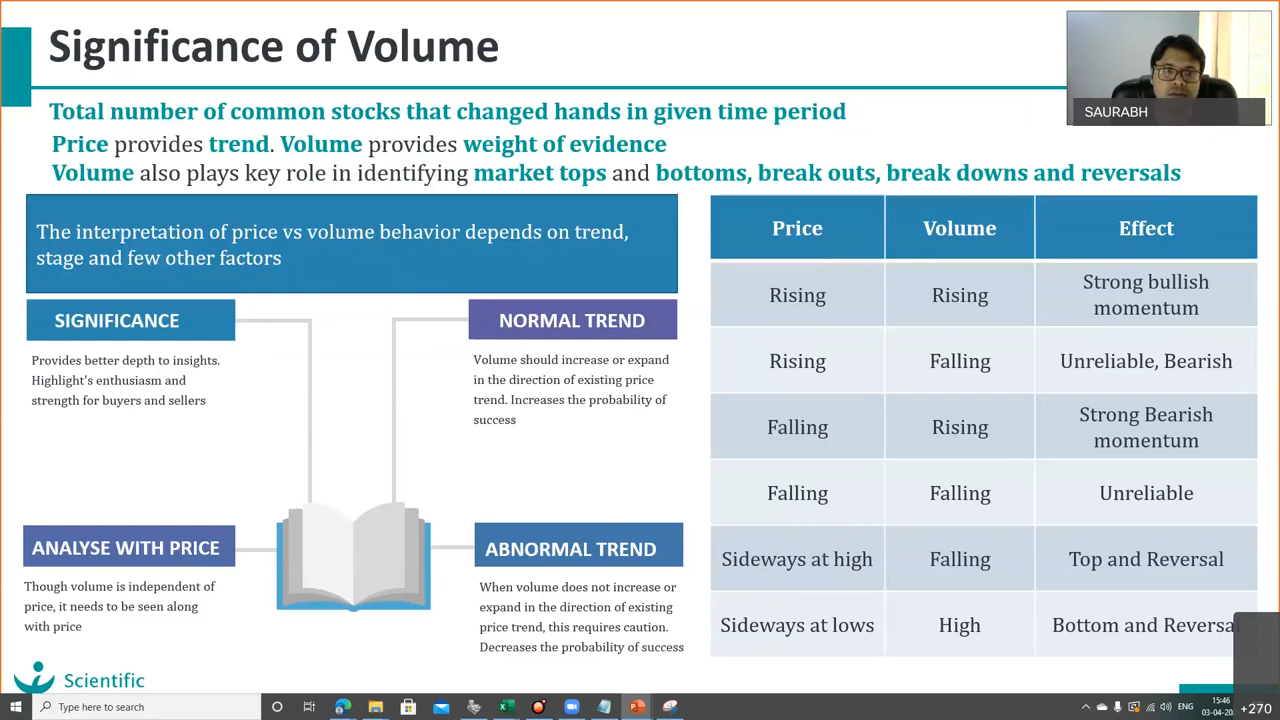 Significance of Volume
SAURABH
Total number of common stocks that changed hands in given time period
Price provides trend. Volume provides weight of evidence
Volume also plays key role in identifying market tops and bottoms, break outs, break downs and reversals
The interpretation of price vs volume behavior depends on trend,
stage and few other factors
SIGNIFICANCE
Provides better depth to insights.
Highlight's enthusiasm and
strength for buyers and sellers
NORMAL TREND
Volume should increase or expand
in the direction of existing price
trend. Increases the probability of
success
ANALYSE WITH PRICE
Though volume is independent of
price, it needs to be seen along
with price
ABNORMAL TREND
When volume does not increase or
expand in the direction of existing
price trend, this requires caution.
Decreases the probability of success
Price Volume Effect
Rising Rising Strong bullish
momentum
Rising Falling Unreliable, Bearish
Falling Rising Strong Bearish
momentum
Falling Falling Unreliable
Sideways at high Falling Top and Reversal
Sideways at lows High Bottom and Reversal
Scientific
Type here to search
ENG
15:46
03-04-20
+270